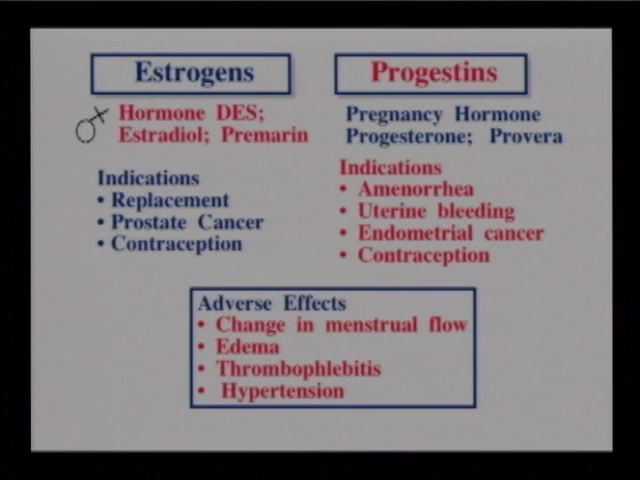 Estrogens
Hormone DES;
Estradiol; Premarin
Indications
• Replacement
• Prostate Cancer
• Contraception
Progestins
Pregnancy Hormone
Progesterone; Provera
Indications
• Amenorrhea
• Uterine bleeding
• Endometrial cancer
• Contraception
Adverse Effects
• Change in menstrual flow
• Edema
• Thrombophlebitis
• Hypertension